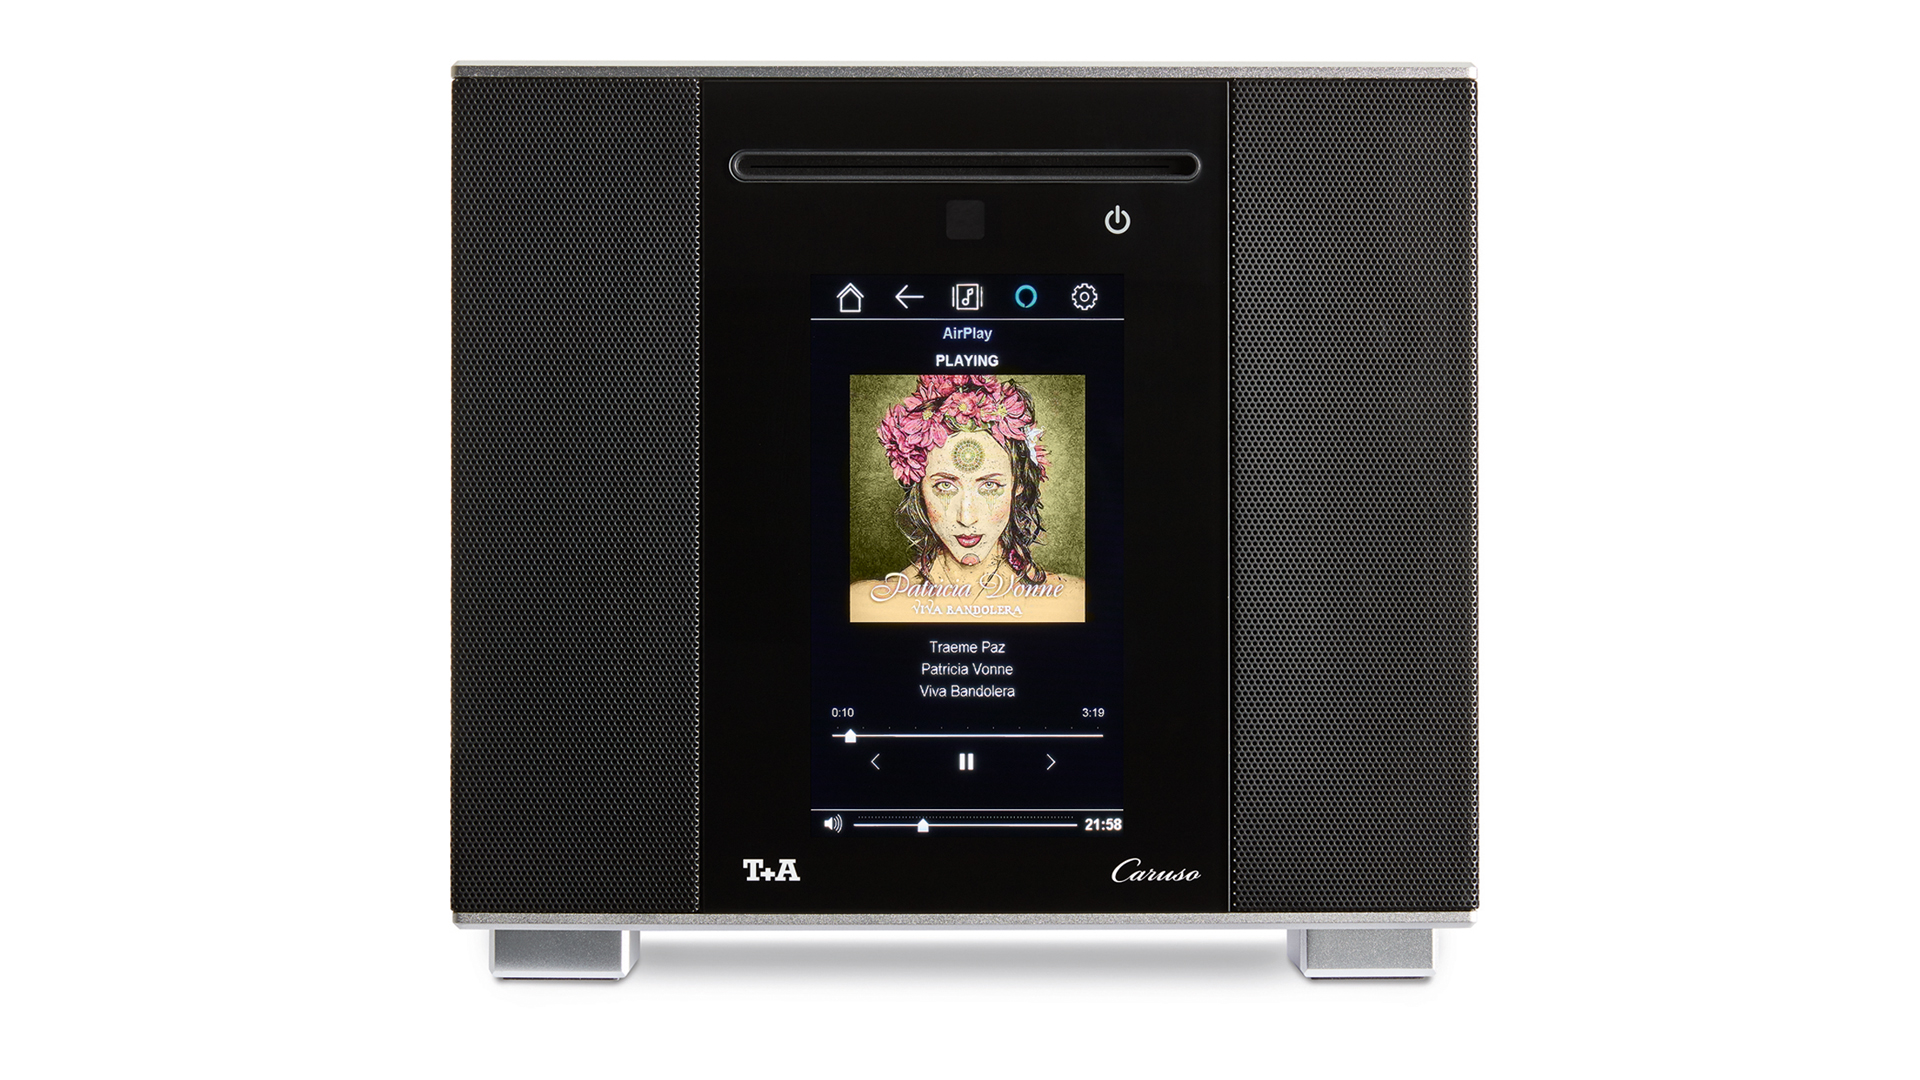 AirPlay
PLAYING
Patricia Vonne
VIVA BANDOLERA
Traeme Paz
Patricia Vonne
Viva Bandolera
0:10 3:19
21:58
T+A Caruso